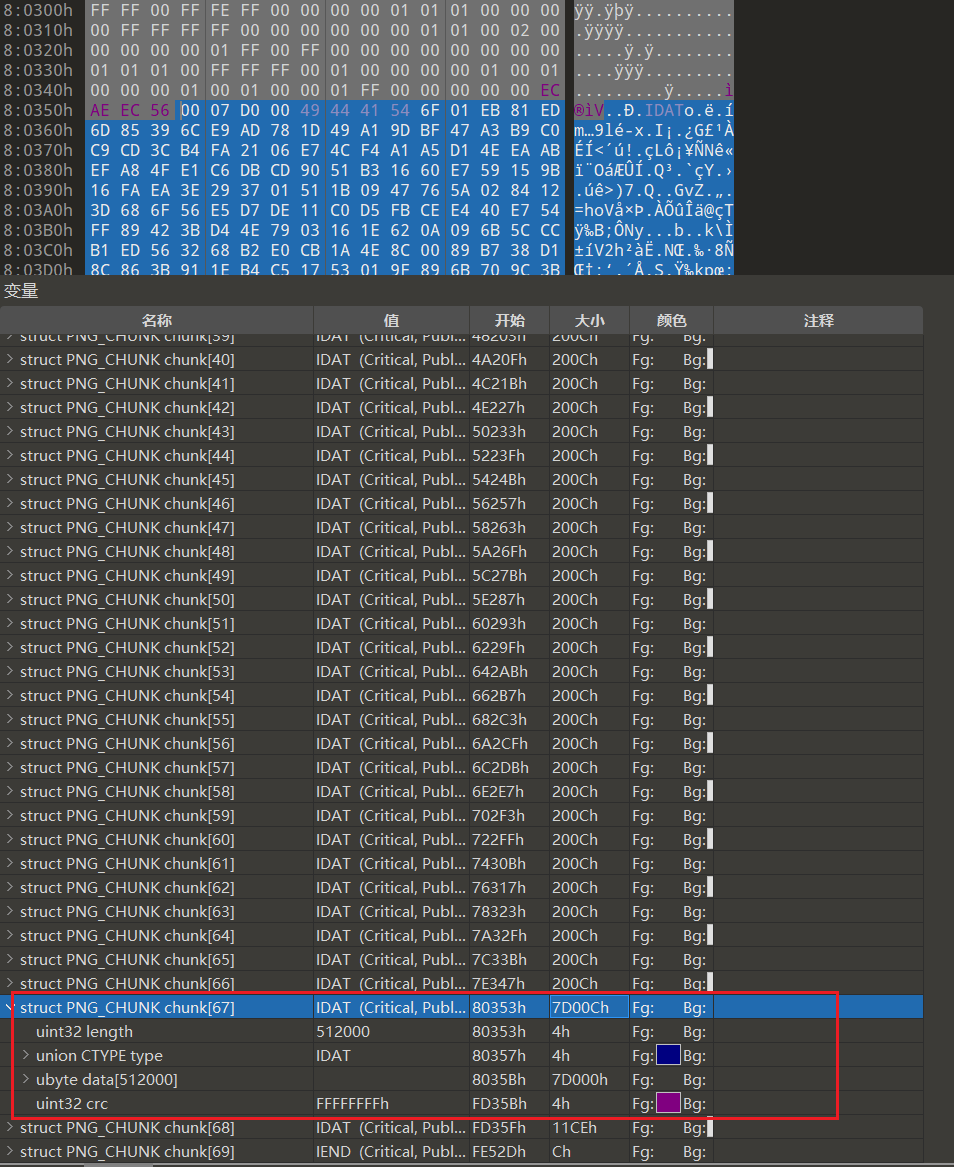 8:0300h FF FF 00 FF FE FF 00 00 00 00 01 01 01 00 00 00 ÿÿ.ÿþÿ..........
8:0310h 00 FF FF FF FF 00 00 00 00 00 01 01 00 00 02 00 .ÿÿÿÿ...........
8:0320h 00 00 00 00 01 FF 00 FF 00 00 00 00 00 00 00 00 .....ÿ.ÿ........
8:0330h 01 01 01 00 FF FF FF 00 01 00 00 00 00 01 00 01 ....ÿÿÿ.........
8:0340h 00 00 00 01 00 00 01 00 01 FF 00 00 00 00 00 EC .........ÿ.....ì
8:0350h AE EC 56 00 07 D0 00 49 44 41 54 6F 01 EB 81 ED ®ìV..Ð.IDATo.ë.í
8:0360h 6D 85 39 6C E9 AD 78 1D 49 A1 9D BF 47 A3 B9 C0 m…9lé-x.I¡.¿G£¹À
8:0370h C9 CD 3C B4 FA 21 06 E7 4C F4 A1 A5 D1 4E EA AB ÉÍ<´ú!.çLô¡¥ÑNê«
8:0380h EF A8 4F E1 C6 DB CD 90 51 B3 16 60 E7 59 15 9B ï¨OáÆÛÍ.Q³.`çY.›
8:0390h 16 FA EA 3E 29 37 01 51 1B 09 47 76 5A 02 84 12 .úê>)7.Q..GvZ.„.
8:03A0h 3D 68 6F 56 E5 D7 DE 11 C0 D5 FB CE E4 40 E7 54 =hoVå×Þ.ÀÕûÎä@çT
8:03B0h FF 89 42 3B D4 4E 79 03 16 1E 62 0A 09 6B 5C CC ÿ‰B;ÔNy...b..k\Ì
8:03C0h B1 ED 56 32 68 B2 E0 CB 1A 4E 8C 00 89 B7 38 D1 ±íV2h²àË.NŒ.‰·8Ñ
8:03D0h 8C 86 3B 91 1E B4 C5 17 53 01 9F 89 6B 70 9C 3B Œ†;‘.´Å.S.Ÿ‰kpœ;
变量
名称 值 开始 大小 颜色 注释
struct PNG_CHUNK chunk[39] IDAT (Critical, Publ... 48203h 200Ch Fg: Bg:
struct PNG_CHUNK chunk[40] IDAT (Critical, Publ... 4A20Fh 200Ch Fg: Bg:
struct PNG_CHUNK chunk[41] IDAT (Critical, Publ... 4C21Bh 200Ch Fg: Bg:
struct PNG_CHUNK chunk[42] IDAT (Critical, Publ... 4E227h 200Ch Fg: Bg:
struct PNG_CHUNK chunk[43] IDAT (Critical, Publ... 50233h 200Ch Fg: Bg:
struct PNG_CHUNK chunk[44] IDAT (Critical, Publ... 5223Fh 200Ch Fg: Bg:
struct PNG_CHUNK chunk[45] IDAT (Critical, Publ... 5424Bh 200Ch Fg: Bg:
struct PNG_CHUNK chunk[46] IDAT (Critical, Publ... 56257h 200Ch Fg: Bg:
struct PNG_CHUNK chunk[47] IDAT (Critical, Publ... 58263h 200Ch Fg: Bg:
struct PNG_CHUNK chunk[48] IDAT (Critical, Publ... 5A26Fh 200Ch Fg: Bg:
struct PNG_CHUNK chunk[49] IDAT (Critical, Publ... 5C27Bh 200Ch Fg: Bg:
struct PNG_CHUNK chunk[50] IDAT (Critical, Publ... 5E287h 200Ch Fg: Bg:
struct PNG_CHUNK chunk[51] IDAT (Critical, Publ... 60293h 200Ch Fg: Bg:
struct PNG_CHUNK chunk[52] IDAT (Critical, Publ... 6229Fh 200Ch Fg: Bg:
struct PNG_CHUNK chunk[53] IDAT (Critical, Publ... 642ABh 200Ch Fg: Bg:
struct PNG_CHUNK chunk[54] IDAT (Critical, Publ... 662B7h 200Ch Fg: Bg:
struct PNG_CHUNK chunk[55] IDAT (Critical, Publ... 682C3h 200Ch Fg: Bg:
struct PNG_CHUNK chunk[56] IDAT (Critical, Publ... 6A2CFh 200Ch Fg: Bg:
struct PNG_CHUNK chunk[57] IDAT (Critical, Publ... 6C2DBh 200Ch Fg: Bg:
struct PNG_CHUNK chunk[58] IDAT (Critical, Publ... 6E2E7h 200Ch Fg: Bg:
struct PNG_CHUNK chunk[59] IDAT (Critical, Publ... 702F3h 200Ch Fg: Bg:
struct PNG_CHUNK chunk[60] IDAT (Critical, Publ... 722FFh 200Ch Fg: Bg:
struct PNG_CHUNK chunk[61] IDAT (Critical, Publ... 7430Bh 200Ch Fg: Bg:
struct PNG_CHUNK chunk[62] IDAT (Critical, Publ... 76317h 200Ch Fg: Bg:
struct PNG_CHUNK chunk[63] IDAT (Critical, Publ... 78323h 200Ch Fg: Bg:
struct PNG_CHUNK chunk[64] IDAT (Critical, Publ... 7A32Fh 200Ch Fg: Bg:
struct PNG_CHUNK chunk[65] IDAT (Critical, Publ... 7C33Bh 200Ch Fg: Bg:
struct PNG_CHUNK chunk[66] IDAT (Critical, Publ... 7E347h 200Ch Fg: Bg:
struct PNG_CHUNK chunk[67] IDAT (Critical, Publ... 80353h 7D00Ch Fg: Bg:
uint32 length 512000 80353h 4h Fg: Bg:
union CTYPE type IDAT 80357h 4h Fg: Bg:
ubyte data[512000] 8035Bh 7D000h Fg: Bg:
uint32 crc FFFFFFFFh FD35Bh 4h Fg: Bg:
struct PNG_CHUNK chunk[68] IDAT (Critical, Publ... FD35Fh 11CEh Fg: Bg:
struct PNG_CHUNK chunk[69] IEND (Critical, Publ... FE52Dh Ch Fg: Bg: